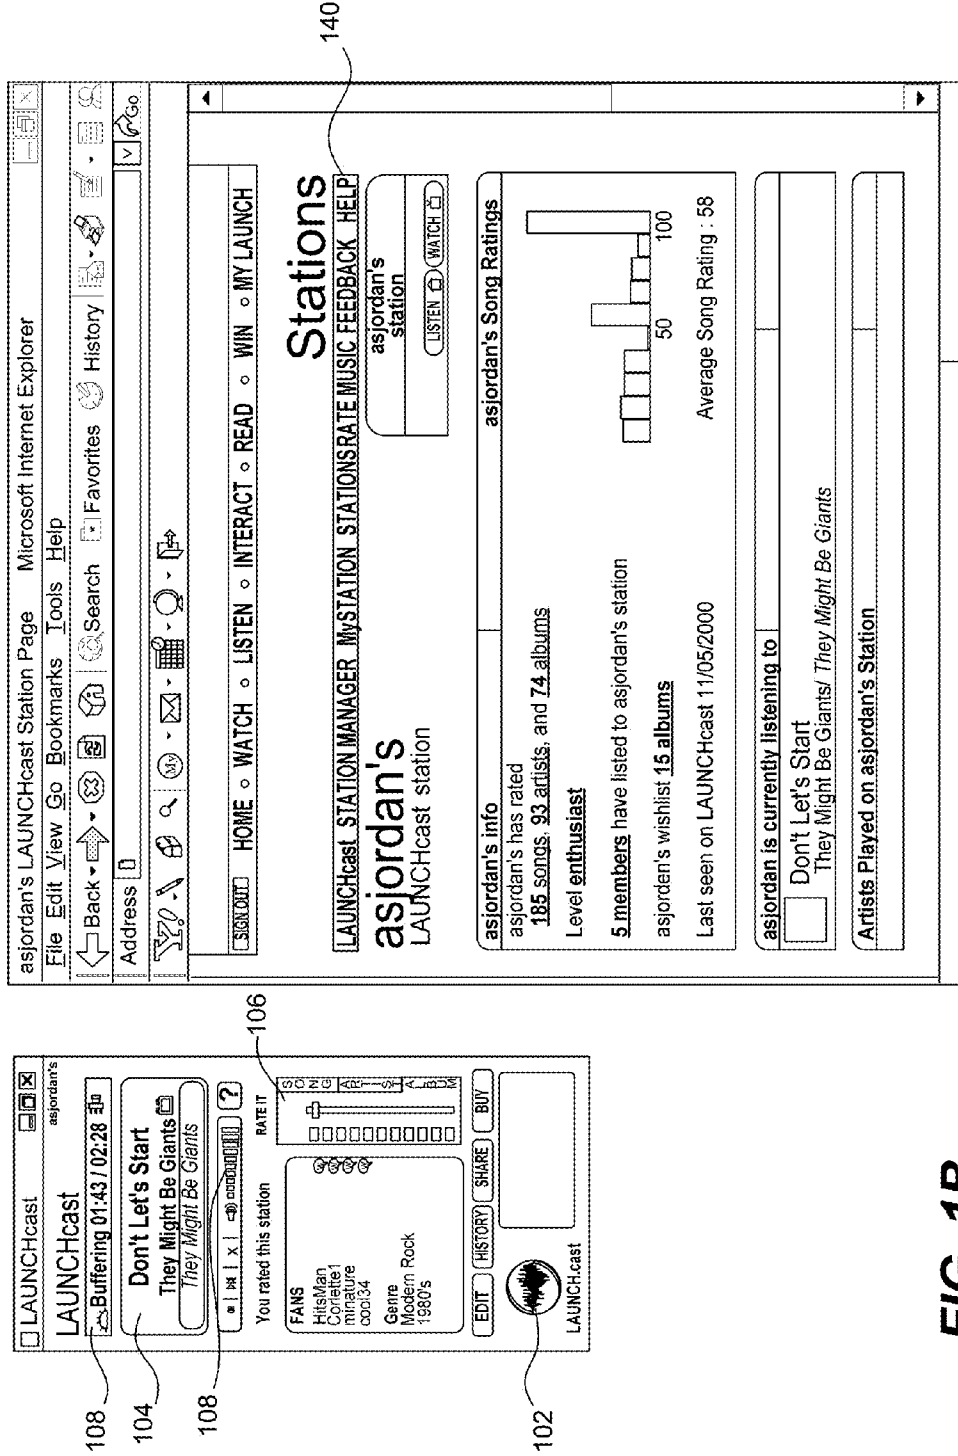 LAUNCHcast
LAUNCHcast
asjordan's
Buffering 01:43 / 02:28
Don't Let's Start
They Might Be Giants
They Might Be Giants
?
You rated this station
RATE IT
SONG
ARTIST
ALBUM
FANS
HitsMan
Corlette1
minature
cool34
Genre
Modern Rock
1980's
EDIT
HISTORY
SHARE
BUY
LAUNCH.cast
108
104
108
106
102
asjordan's LAUNCHcast Station Page Microsoft Internet Explorer
File Edit View Go Bookmarks Tools Help
Back Search Favorites History
Address Go
Y! My
SIGN OUT HOME o WATCH o LISTEN o INTERACT o READ o WIN o MY LAUNCH
Stations
LAUNCHcast STATION MANAGER MySTATION STATIONS RATE MUSIC FEEDBACK HELP
140
asjordan's
LAUNCHcast station
asjordan's
station
LISTEN WATCH
asjordan's info
asjordan's has rated
185 songs, 93 artists, and 74 albums
Level enthusiast
5 members have listed to asjordan's station
asjorden's wishlist 15 albums
Last seen on LAUNCHcast 11/05/2000
asjordan's Song Ratings
50 100
Average Song Rating : 58
asjordan is currently listening to
Don't Let's Start
They Might Be Giants/ They Might Be Giants
Artists Played on asjordan's Station
FIG. 1B